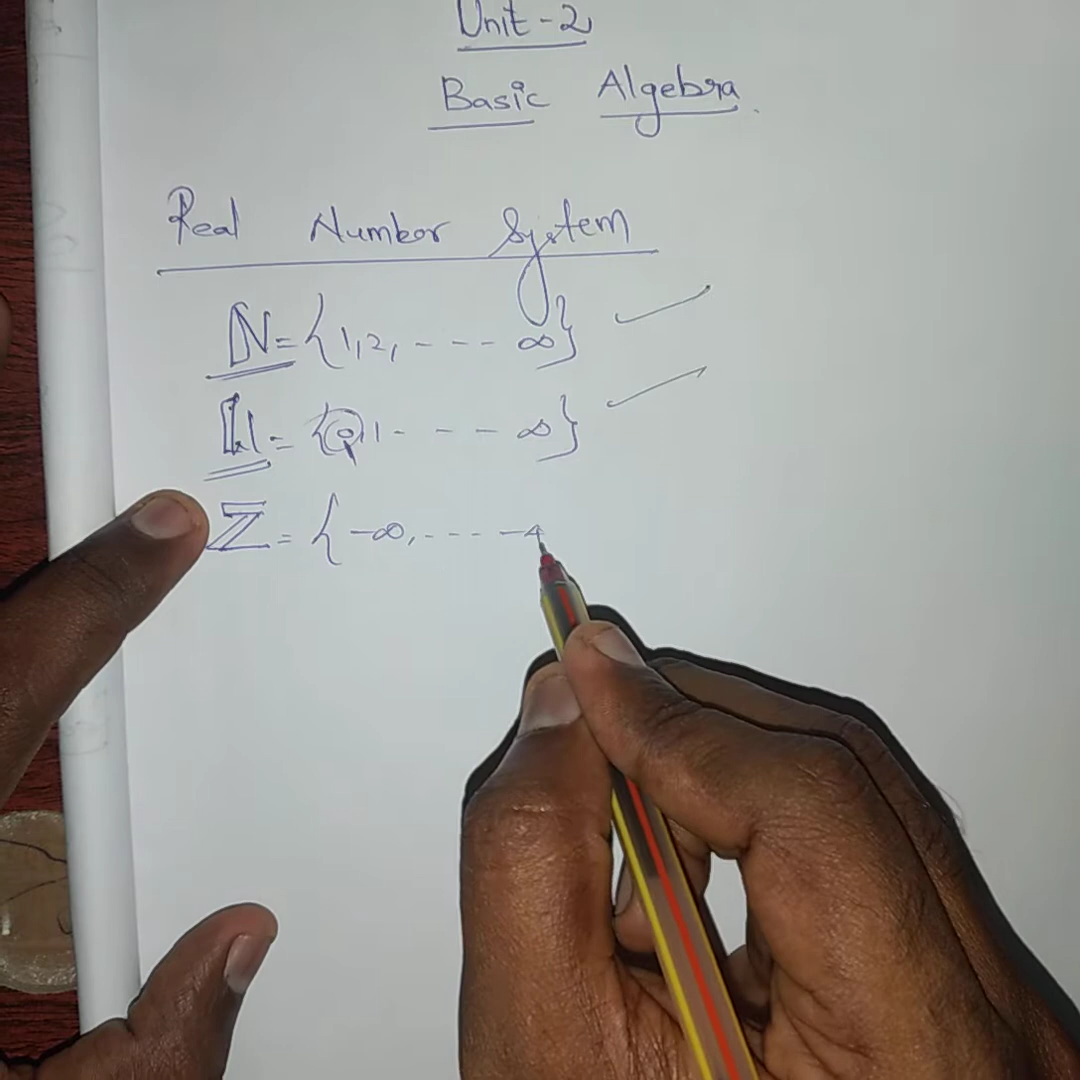 Unit - 2
Basic Algebra.
Real Number System
ℕ = {1, 2, - - - - ∞}
𝕎 = {0, 1 - - - - ∞}
ℤ = { -∞, - - - - -4